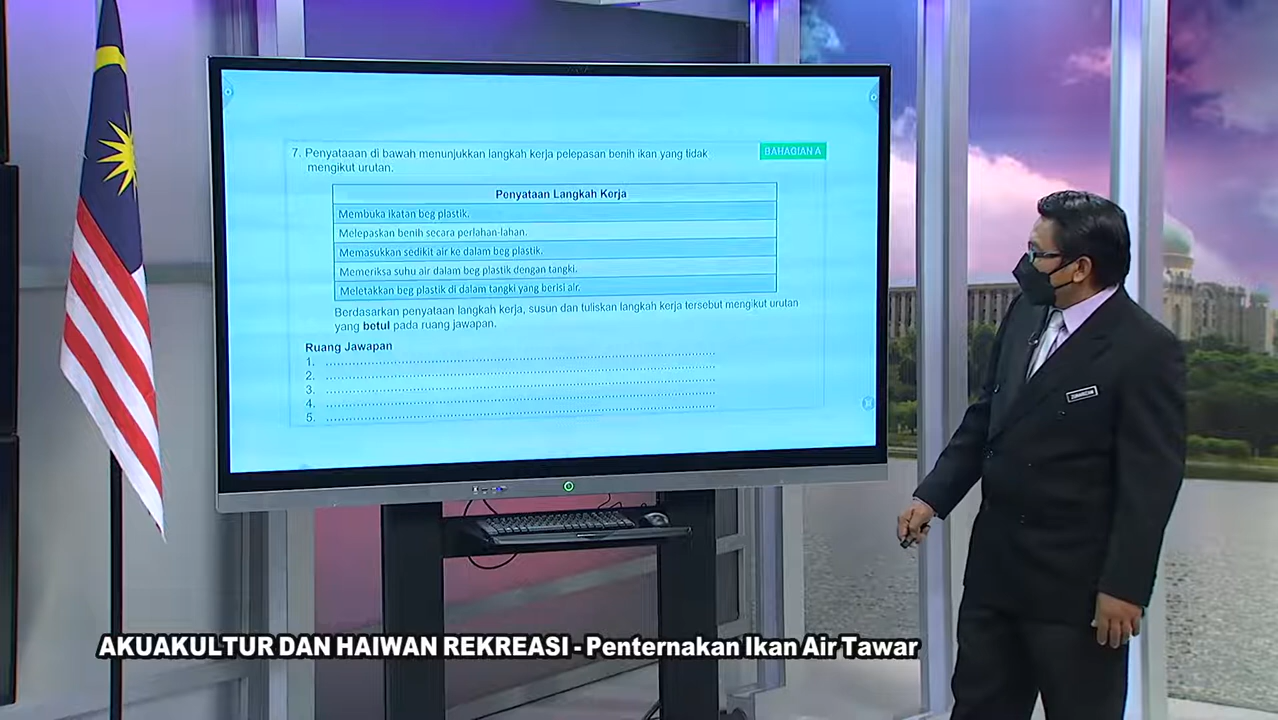 7. Penyataaan di bawah menunjukkan langkah kerja pelepasan benih ikan yang tidak
mengikut urutan.
BAHAGIAN A
Penyataan Langkah Kerja
Membuka ikatan beg plastik.
Melepaskan benih secara perlahan-lahan.
Memasukkan sedikit air ke dalam beg plastik.
Memeriksa suhu air dalam beg plastik dengan tangki.
Meletakkan beg plastik di dalam tangki yang berisi air.
Berdasarkan penyataan langkah kerja, susun dan tuliskan langkah kerja tersebut mengikut urutan
yang betul pada ruang jawapan.
Ruang Jawapan
1. ........................................................................
2. ........................................................................
3. ........................................................................
4. ........................................................................
5. ........................................................................
AKUAKULTUR DAN HAIWAN REKREASI - Penternakan Ikan Air Tawar